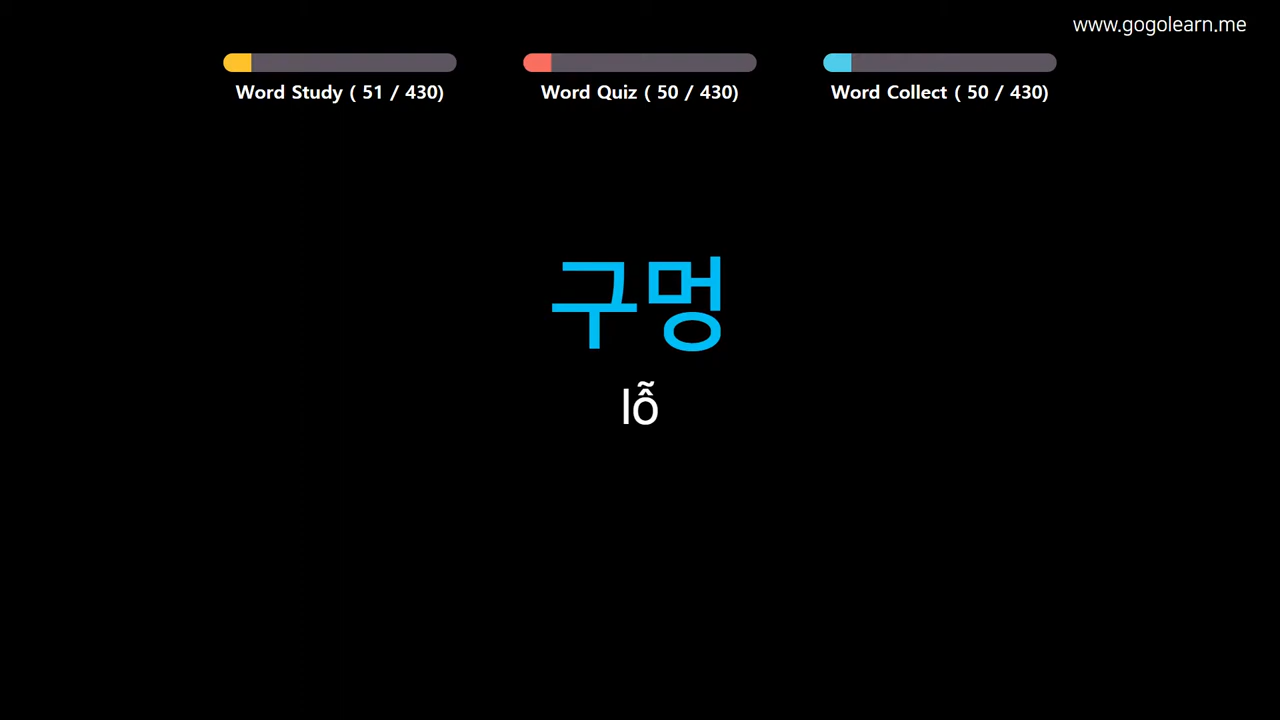 www.gogolearn.me
Word Study ( 51 / 430)
Word Quiz ( 50 / 430)
Word Collect ( 50 / 430)
구멍
lỗ